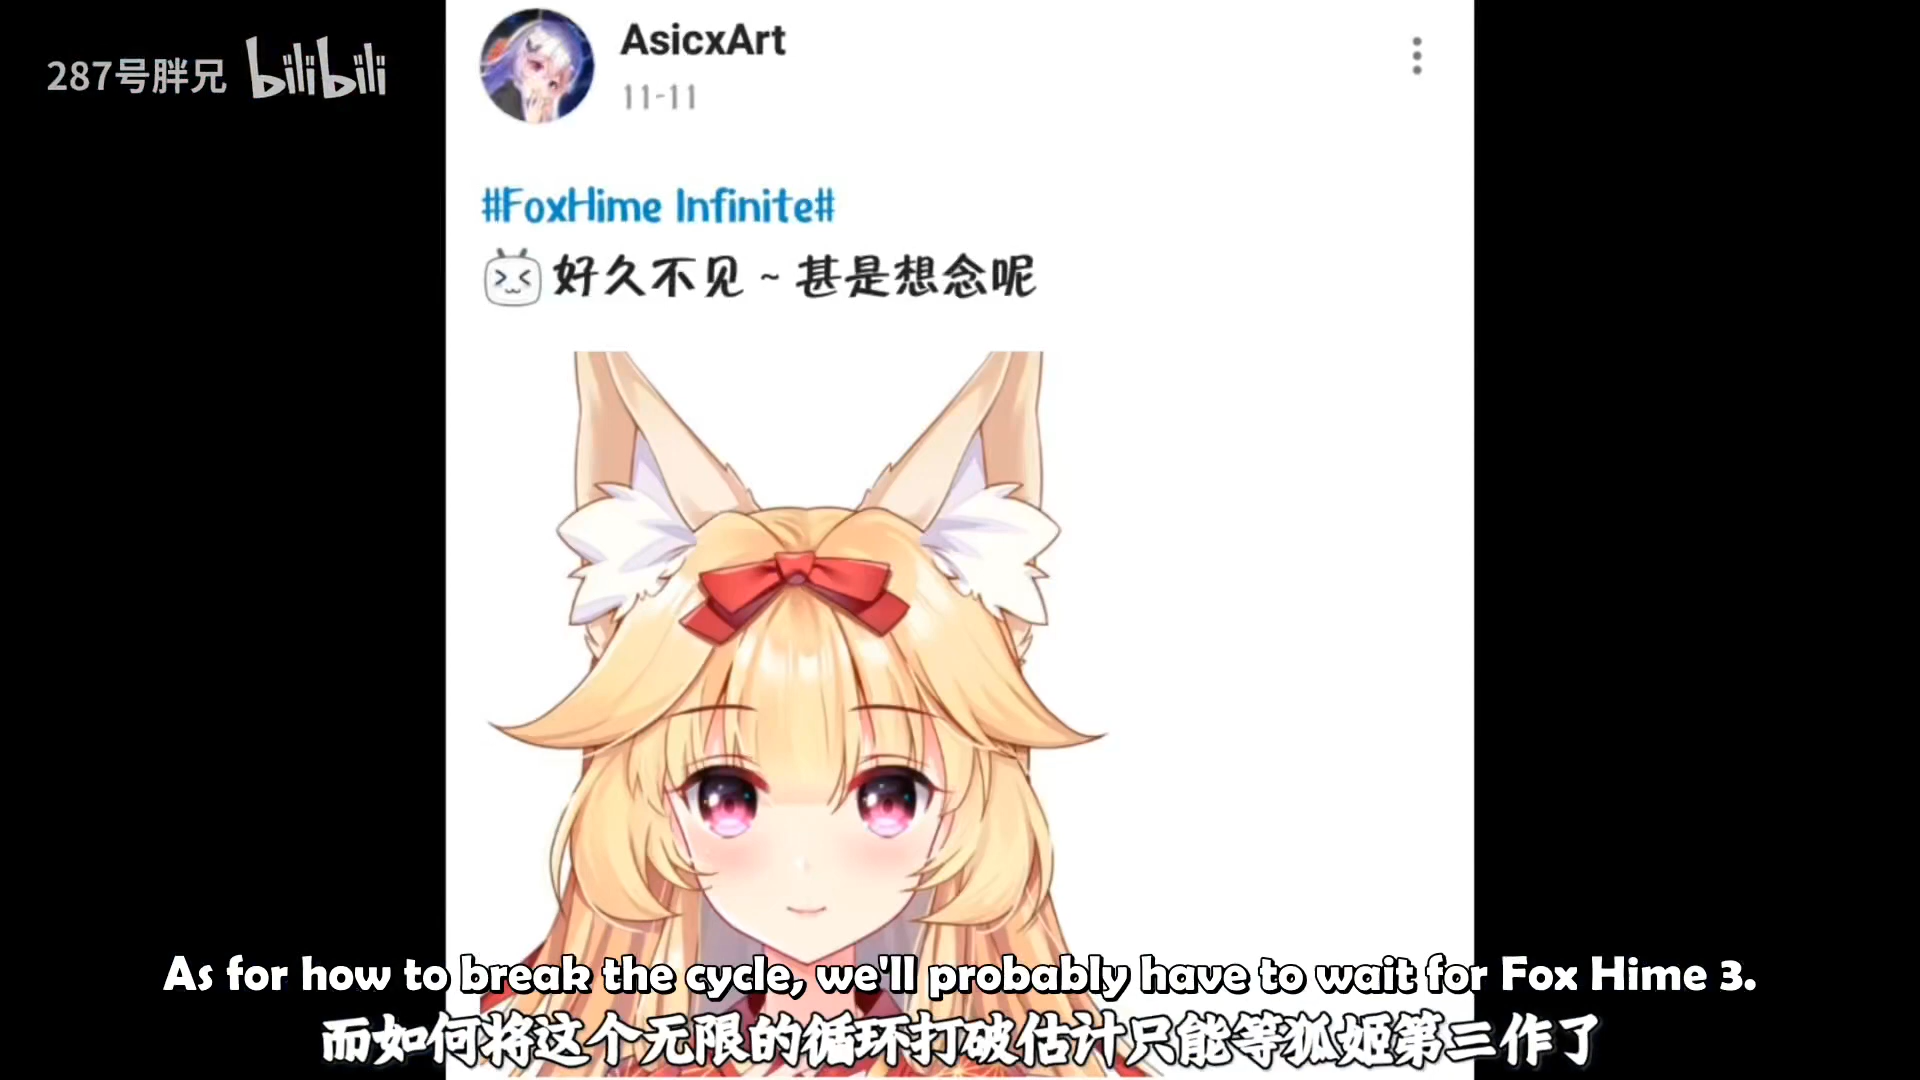 287号胖兄 bilibili
AsicxArt
11-11
#FoxHime Infinite#
好久不见~甚是想念呢
As for how to break the cycle, we'll probably have to wait for Fox Hime 3.
而如何将这个无限的循环打破估计只能等狐姬第三作了